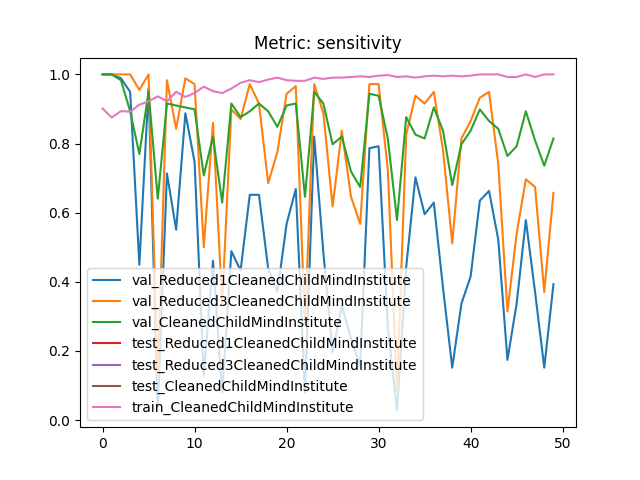 Metric: sensitivity
1.0
0.8
0.6
0.4
0.2
0.0
val_Reduced1CleanedChildMindInstitute
val_Reduced3CleanedChildMindInstitute
val_CleanedChildMindInstitute
test_Reduced1CleanedChildMindInstitute
test_Reduced3CleanedChildMindInstitute
test_CleanedChildMindInstitute
train_CleanedChildMindInstitute
0 10 20 30 40 50